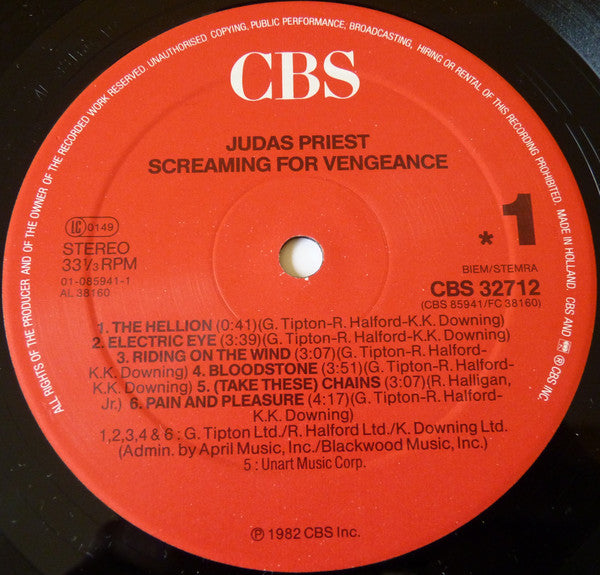 ALL RIGHTS OF THE PRODUCER AND OF THE OWNER OF THE RECORDED WORK RESERVED. UNAUTHORISED COPYING, PUBLIC PERFORMANCE, BROADCASTING, HIRING OR RENTAL OF THIS RECORDING PROHIBITED. MADE IN HOLLAND. CBS AND ® CBS INC.
CBS
JUDAS PRIEST
SCREAMING FOR VENGEANCE
LC 0149
STEREO
33⅓ RPM
01-085941-1
AL 38160
* 1
BIEM/STEMRA
CBS 32712
(CBS 85941/FC 38160)
1. THE HELLION (0:41)(G. Tipton-R. Halford-K.K. Downing)
2. ELECTRIC EYE (3:39)(G. Tipton-R. Halford-K.K. Downing)
3. RIDING ON THE WIND (3:07)(G. Tipton-R. Halford-
K.K. Downing) 4. BLOODSTONE (3:51)(G. Tipton-R. Halford-
K.K. Downing) 5. (TAKE THESE) CHAINS (3:07)(R. Halligan,
Jr.) 6. PAIN AND PLEASURE (4:17)(G. Tipton-R. Halford-
K.K. Downing)
1,2,3,4 & 6 : G. Tipton Ltd./R. Halford Ltd./K. Downing Ltd.
(Admin. by April Music, Inc./Blackwood Music, Inc.)
5 : Unart Music Corp.
℗ 1982 CBS Inc.